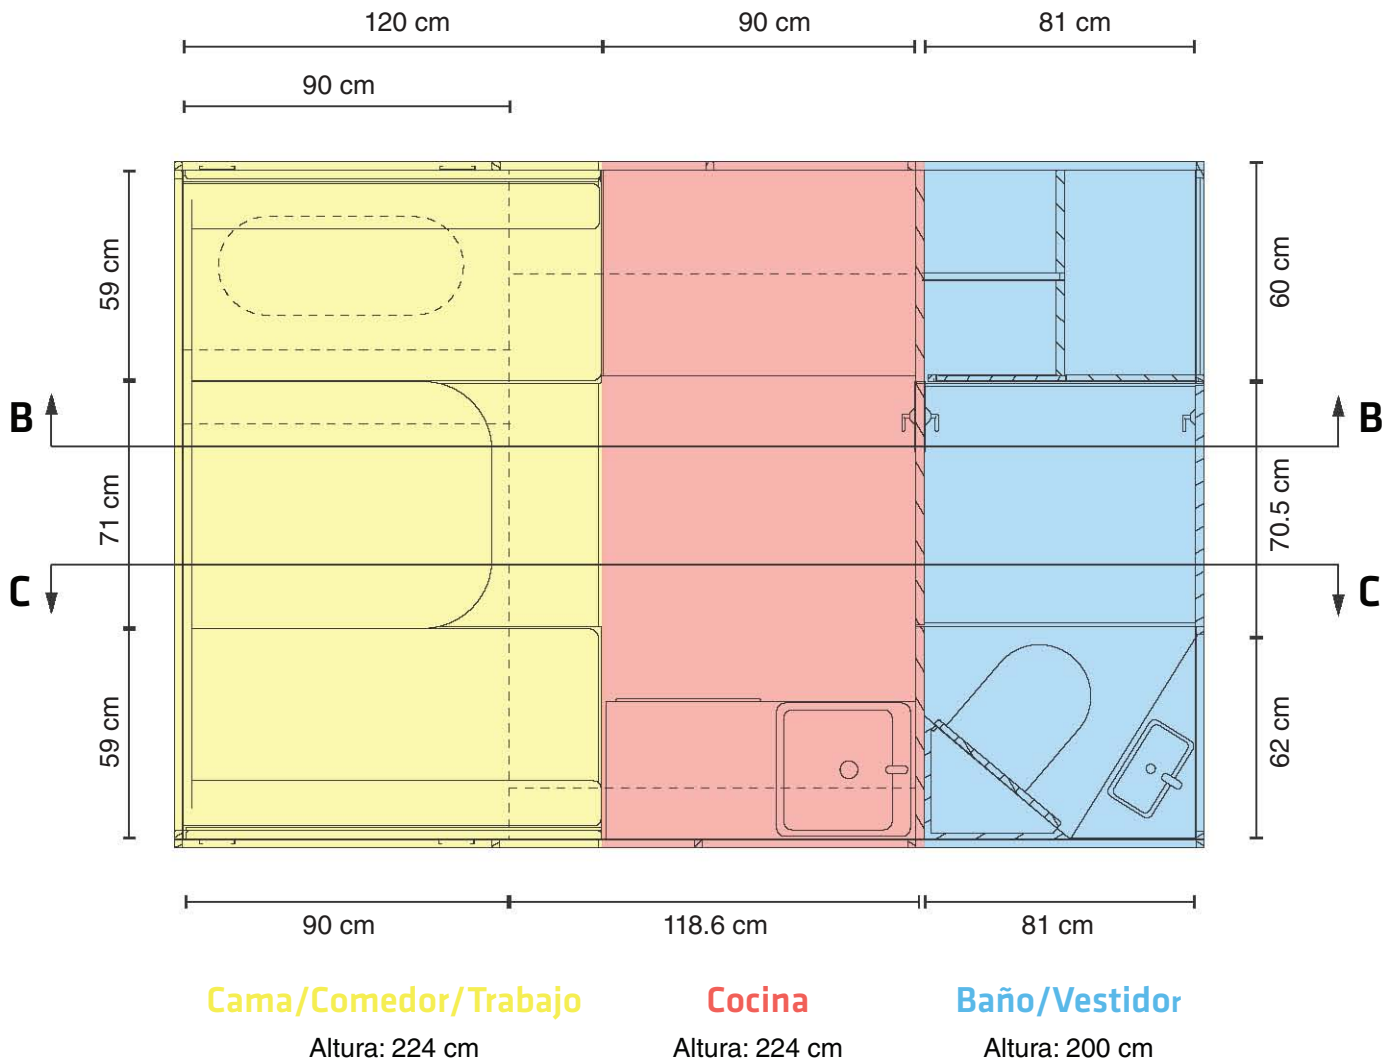 120 cm
90 cm
81 cm
90 cm
59 cm
60 cm
B
B
71 cm
70.5 cm
C
C
59 cm
62 cm
90 cm
118.6 cm
81 cm
Cama/Comedor/Trabajo
Cocina
Baño/Vestidor
Altura: 224 cm
Altura: 224 cm
Altura: 200 cm